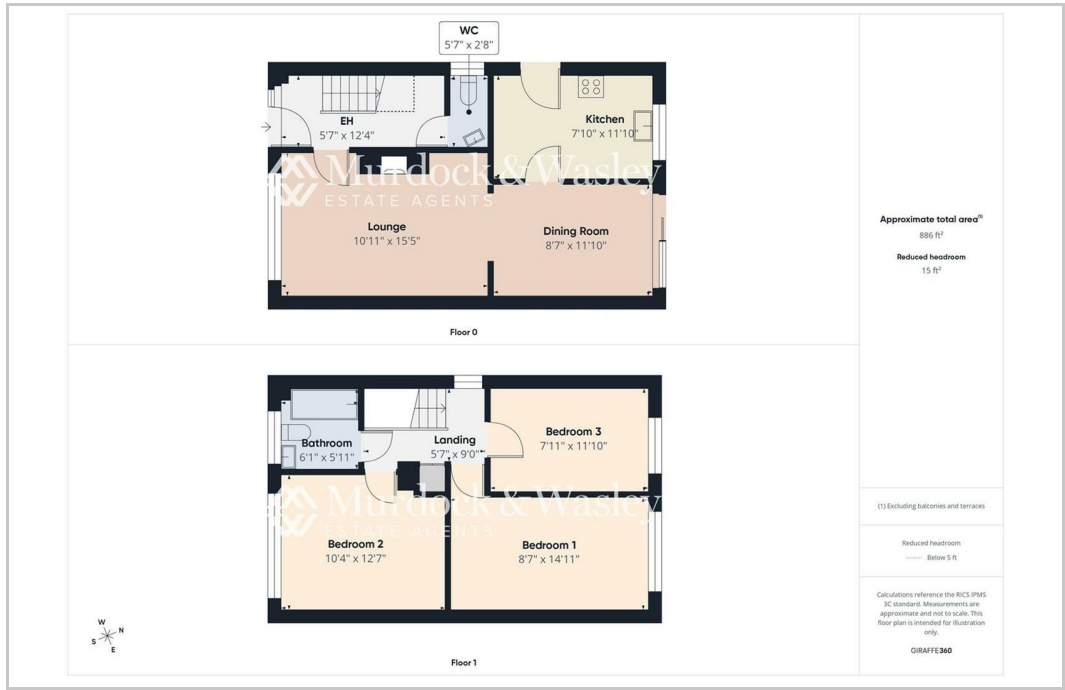 WC
5'7" x 2'8"
EH
5'7" x 12'4"
Kitchen
7'10" x 11'10"
Murdock & Wasley
ESTATE AGENTS
Lounge
10'11" x 15'5"
Dining Room
8'7" x 11'10"
Floor 0
Approximate total area(1)
886 ft²
Reduced headroom
15 ft²
Bathroom
6'1" x 5'11"
Landing
5'7" x 9'0"
Bedroom 3
7'11" x 11'10"
Murdock & Wasley
ESTATE AGENTS
Bedroom 2
10'4" x 12'7"
Bedroom 1
8'7" x 14'11"
W
N
S
E
Floor 1
(1) Excluding balconies and terraces
Reduced headroom
Below 5 ft
Calculations reference the RICS IPMS
3C standard. Measurements are
approximate and not to scale. This
floor plan is intended for illustration
only.
GIRAFFE360